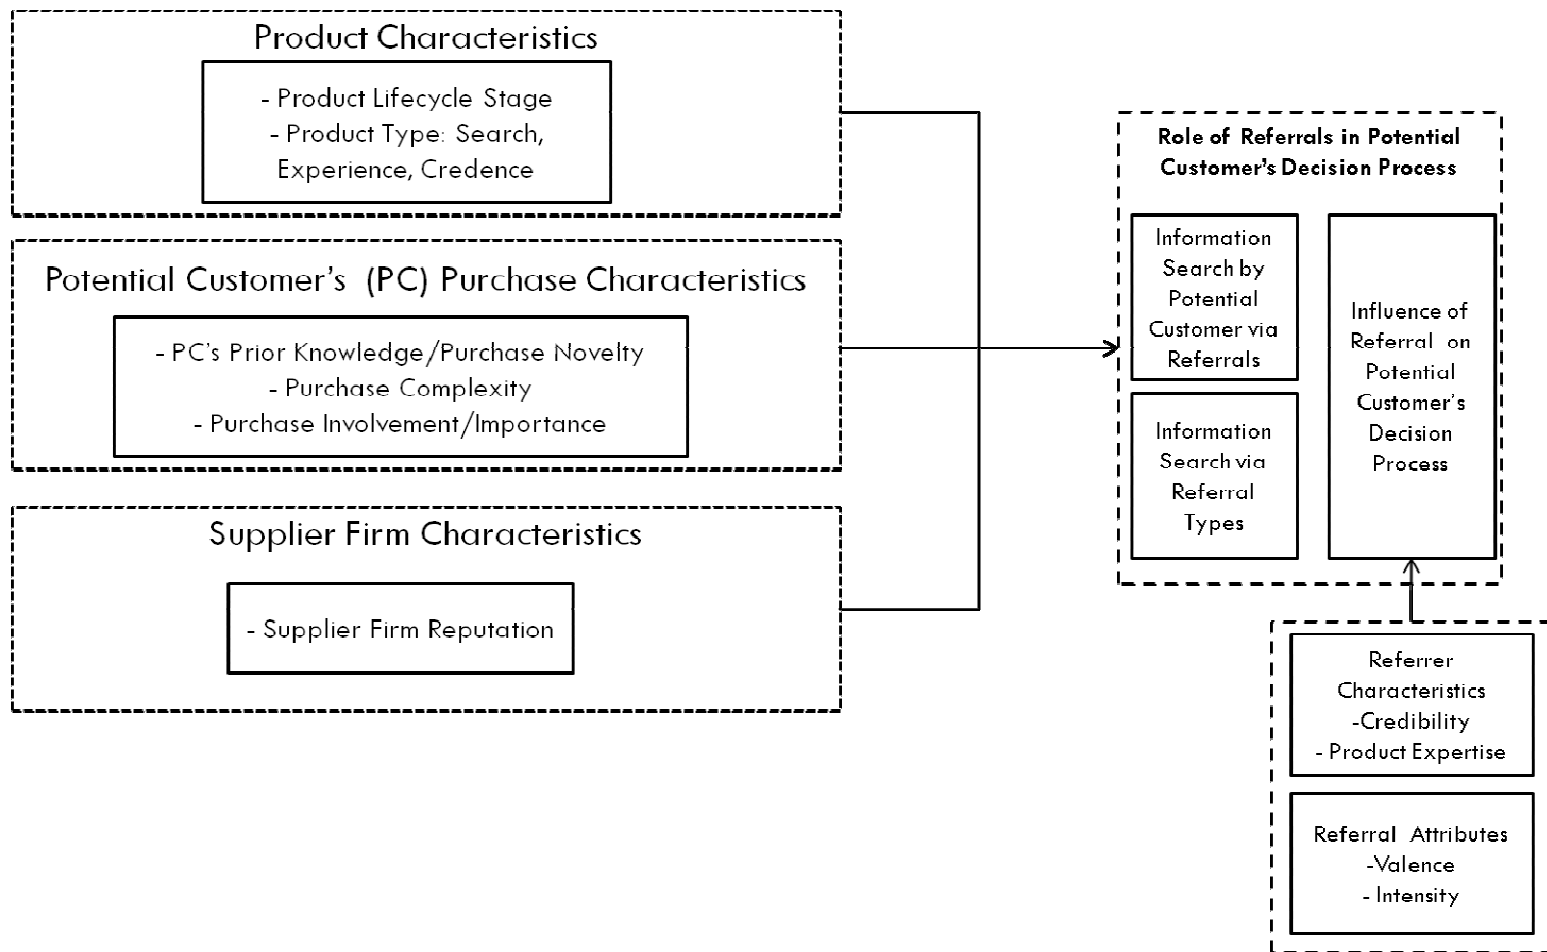 Product Characteristics
- Product Lifecycle Stage
- Product Type: Search,
Experience, Credence
Potential Customer's (PC) Purchase Characteristics
- PC's Prior Knowledge/Purchase Novelty
- Purchase Complexity
- Purchase Involvement/Importance
Supplier Firm Characteristics
- Supplier Firm Reputation
Role of Referrals in Potential
Customer's Decision Process
Information
Search by
Potential
Customer via
Referrals
Information
Search via
Referral
Types
Influence of
Referral on
Potential
Customer's
Decision
Process
Referrer
Characteristics
-Credibility
- Product Expertise
Referral Attributes
-Valence
- Intensity